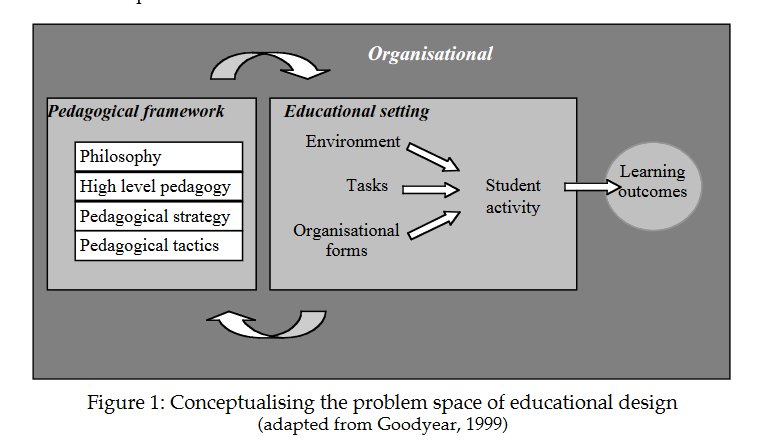 Organisational
Pedagogical framework
Philosophy
High level pedagogy
Pedagogical strategy
Pedagogical tactics
Educational setting
Environment
Tasks
Organisational
forms
Student
activity
Learning
outcomes
Figure 1: Conceptualising the problem space of educational design
(adapted from Goodyear, 1999)